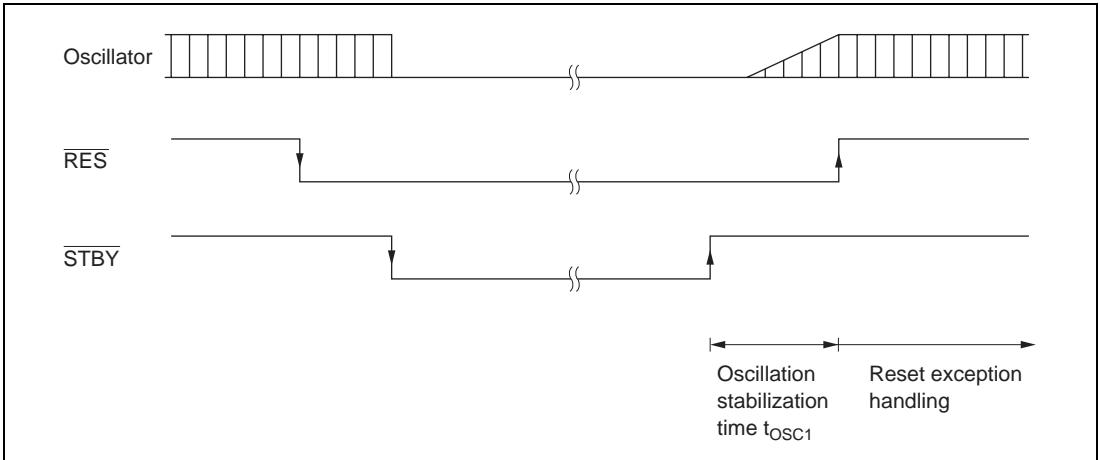 Oscillator
RES
STBY
Oscillation
stabilization
time tOSC1
Reset exception
handling